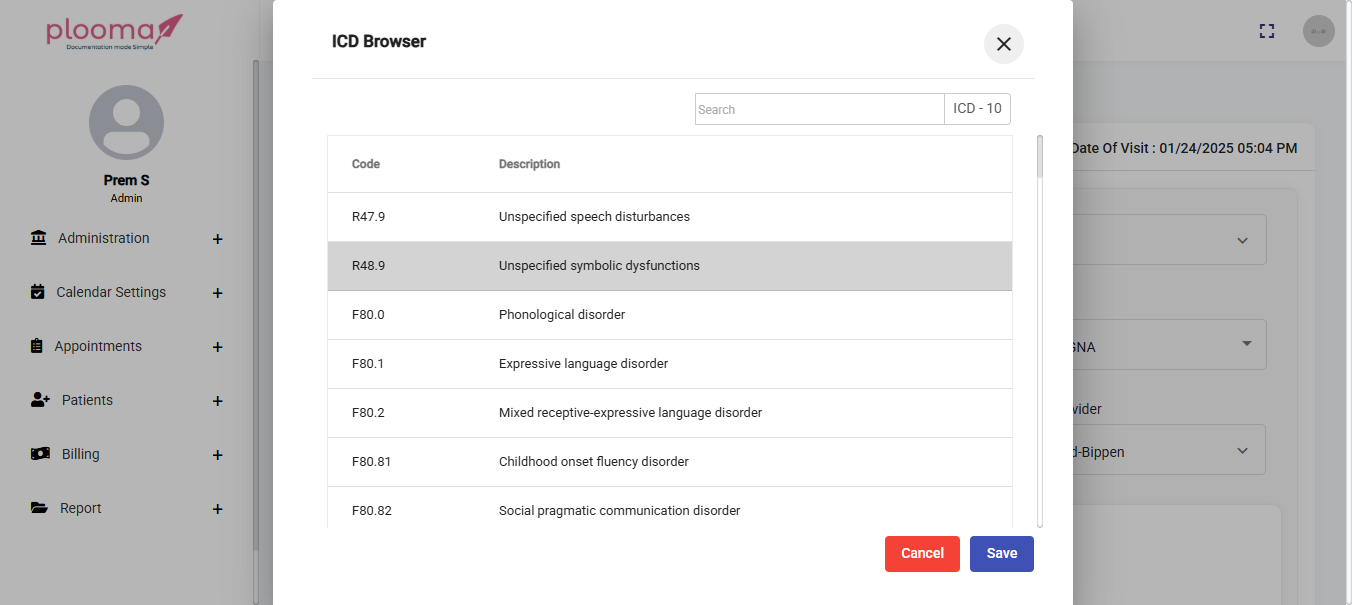 plooma
Documentation made Simple
Prem S
Admin
Administration
Calendar Settings
Appointments
Patients
Billing
Report
ICD Browser
Search
ICD - 10
Code Description
R47.9 Unspecified speech disturbances
R48.9 Unspecified symbolic dysfunctions
F80.0 Phonological disorder
F80.1 Expressive language disorder
F80.2 Mixed receptive-expressive language disorder
F80.81 Childhood onset fluency disorder
F80.82 Social pragmatic communication disorder
Cancel
Save
Date Of Visit : 01/24/2025 05:04 PM
GNA
vider
d-Bippen